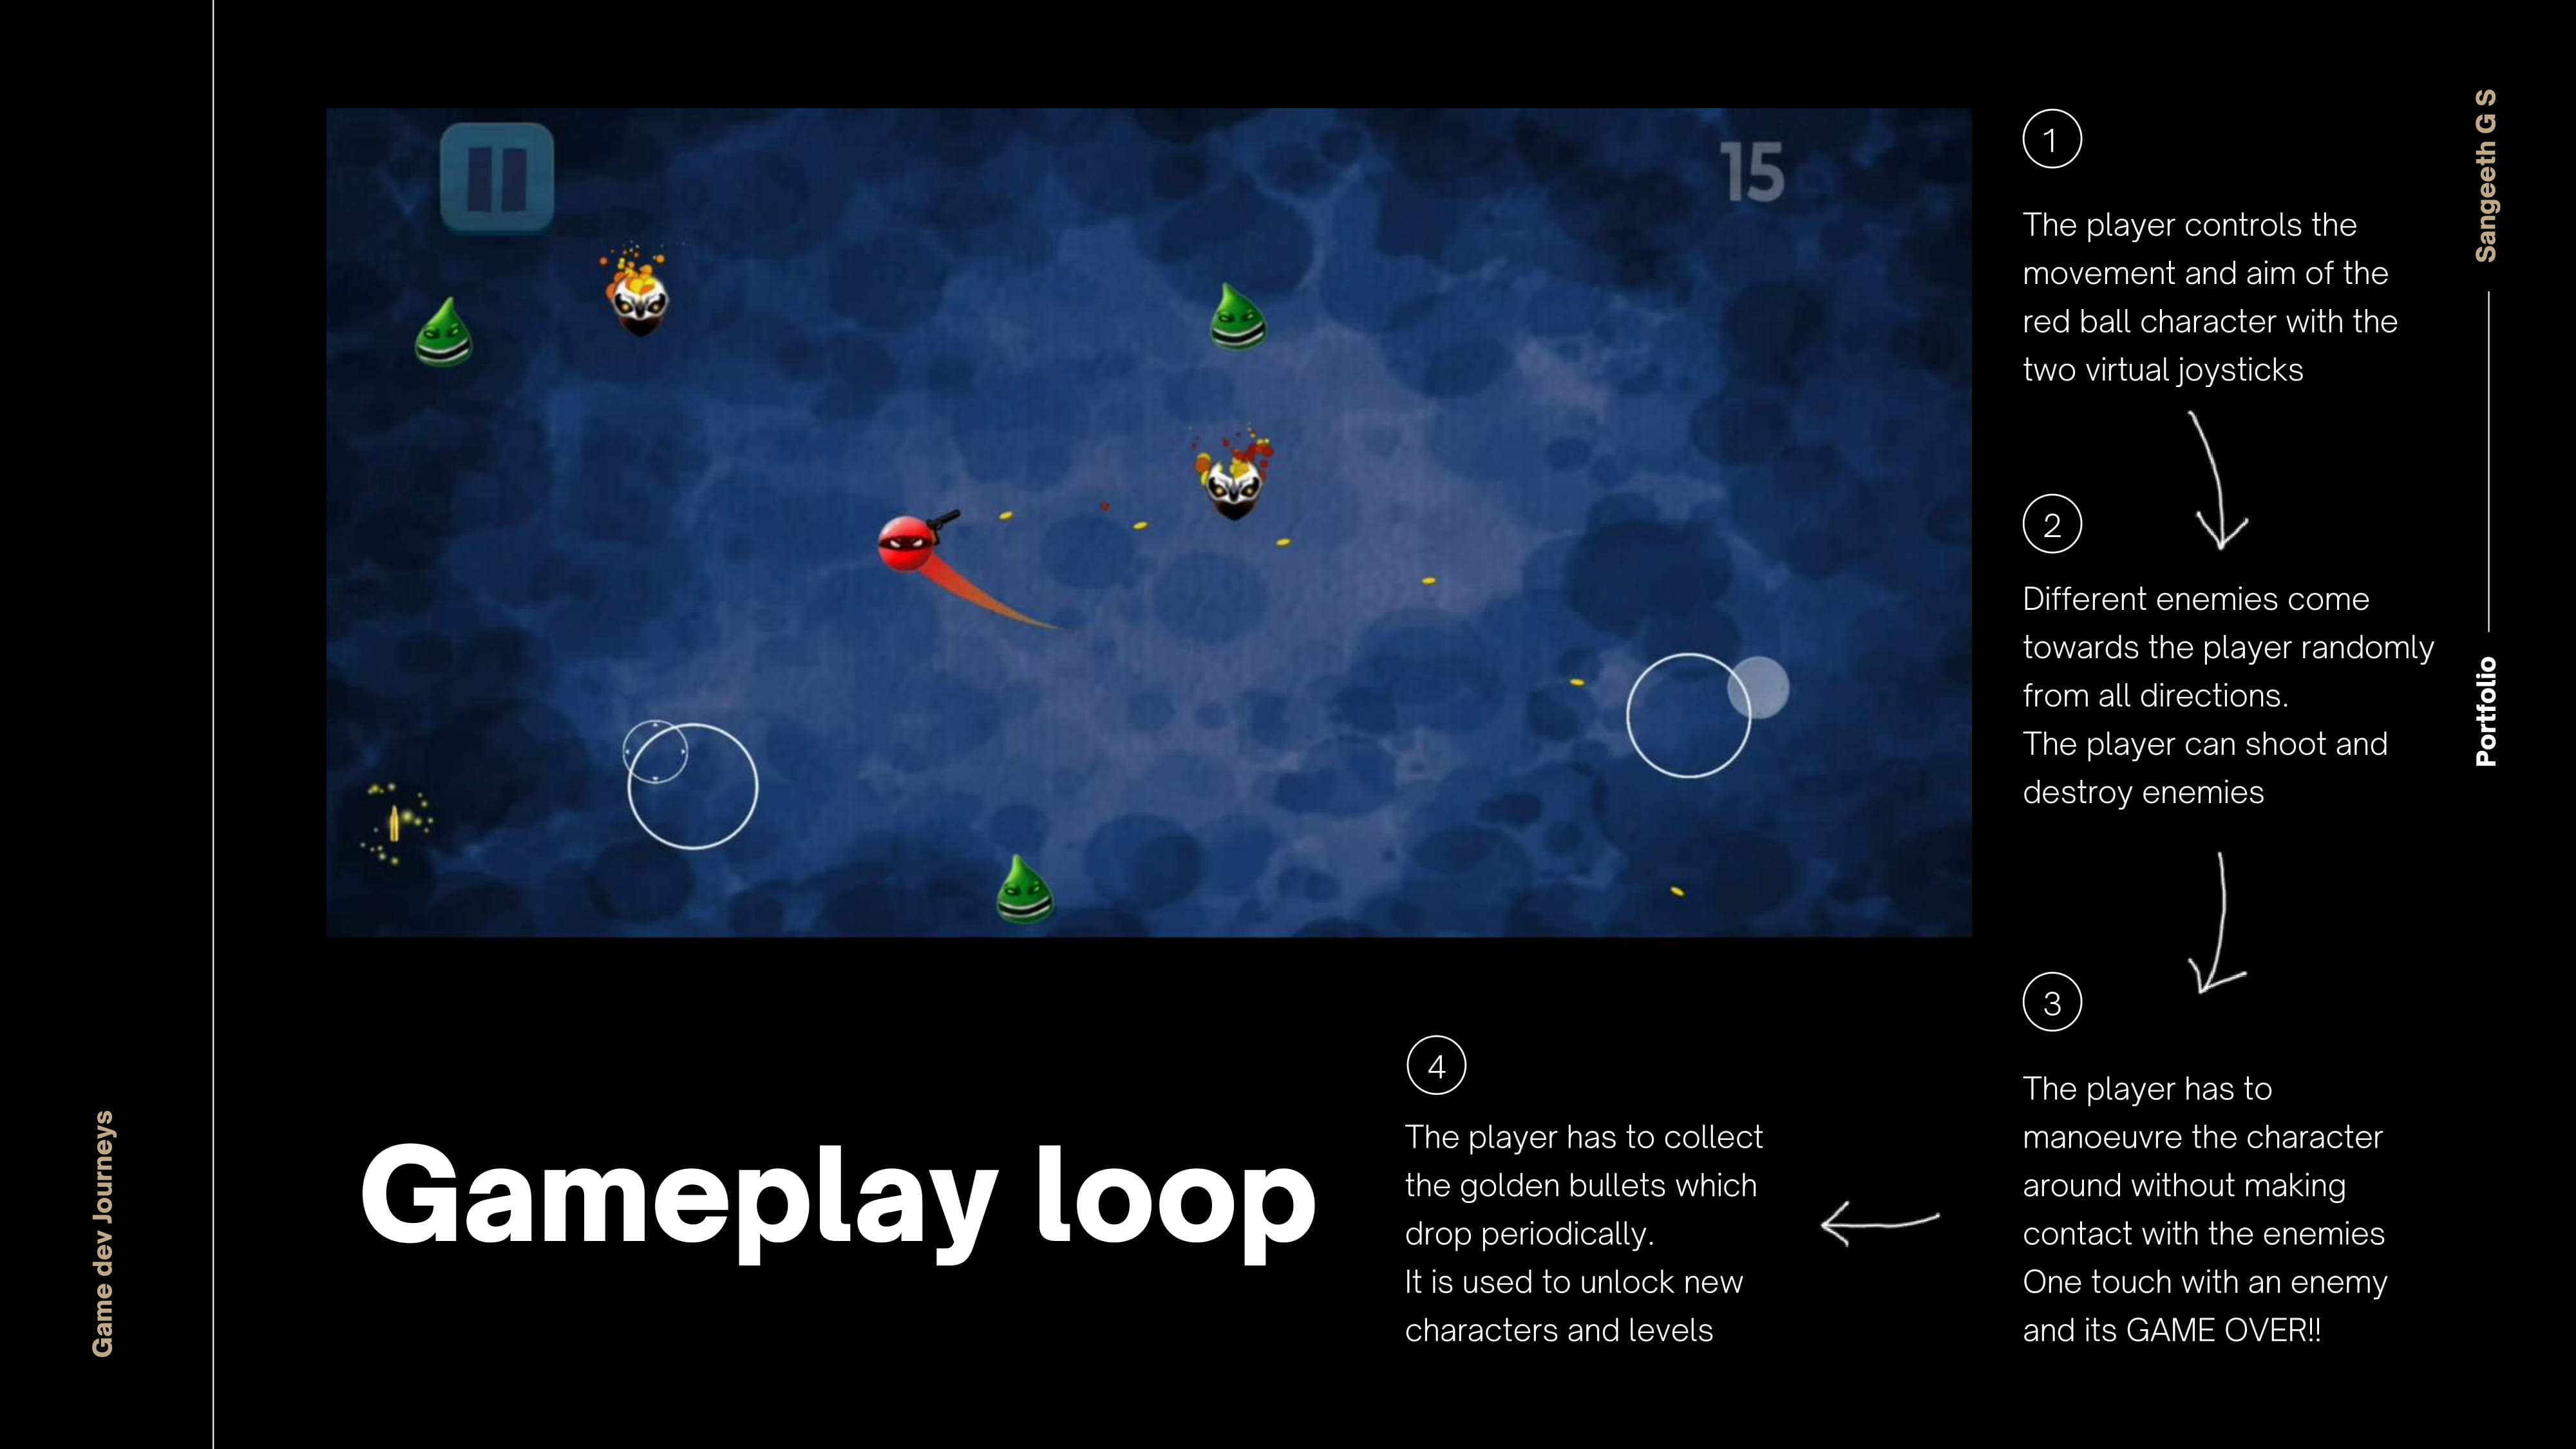 15
1
The player controls the
movement and aim of the
red ball character with the
two virtual joysticks
2
Different enemies come
towards the player randomly
from all directions.
The player can shoot and
destroy enemies
3
The player has to
manoeuvre the character
around without making
contact with the enemies
One touch with an enemy
and its GAME OVER!!
4
The player has to collect
the golden bullets which
drop periodically.
It is used to unlock new
characters and levels
Gameplay loop
Game dev Journeys
Sangeeth G S
Portfolio